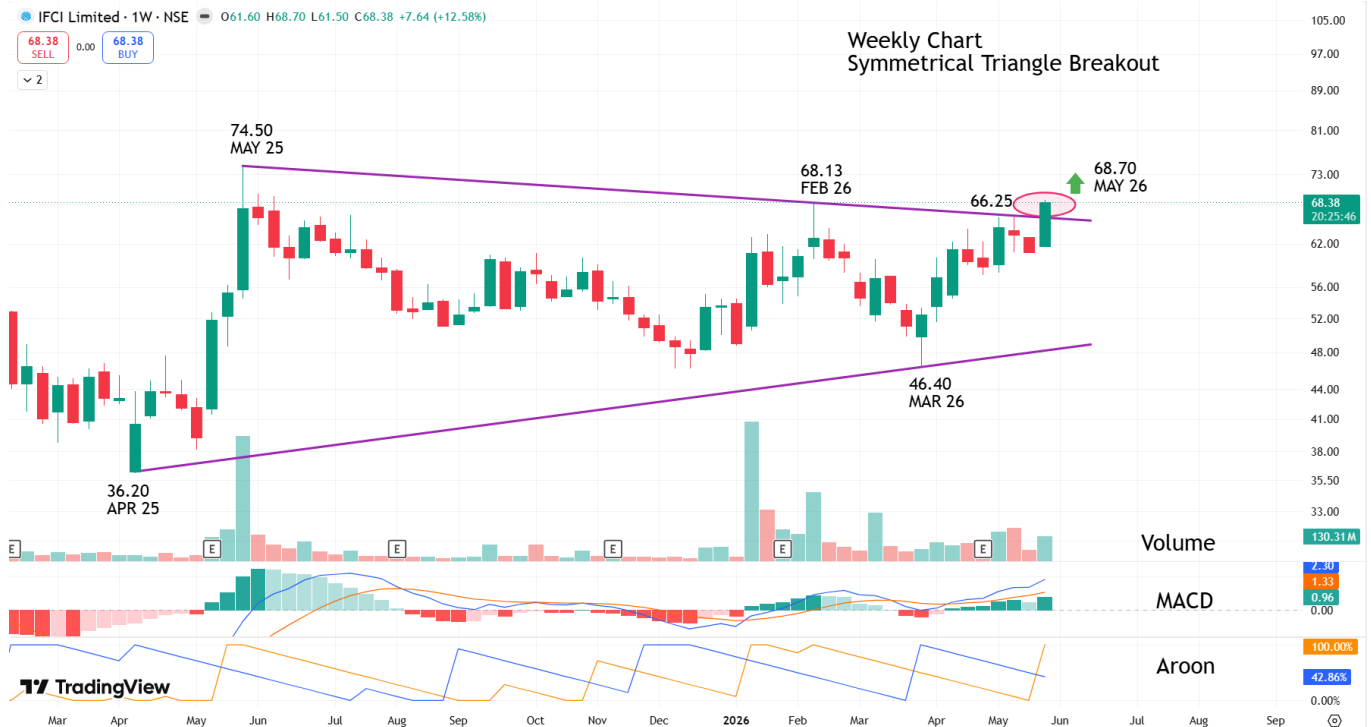 IFCI Limited · 1W · NSE O61.60 H68.70 L61.50 C68.38 +7.64 (+12.58%)
68.38 SELL 0.00 68.38 BUY
2
Weekly Chart
Symmetrical Triangle Breakout
74.50
MAY 25
68.13
FEB 26
66.25
68.70
MAY 26
46.40
MAR 26
36.20
APR 25
105.00
97.00
89.00
81.00
73.00
68.38
20:25:46
62.00
56.00
52.00
48.00
44.00
41.00
38.00
35.50
33.00
E E E E E E
Volume
130.31M
MACD
2.30
1.33
0.96
0.00
Aroon
100.00%
42.86%
0.00%
TradingView
Mar Apr May Jun Jul Aug Sep Oct Nov Dec 2026 Feb Mar Apr May Jun Jul Aug Sep